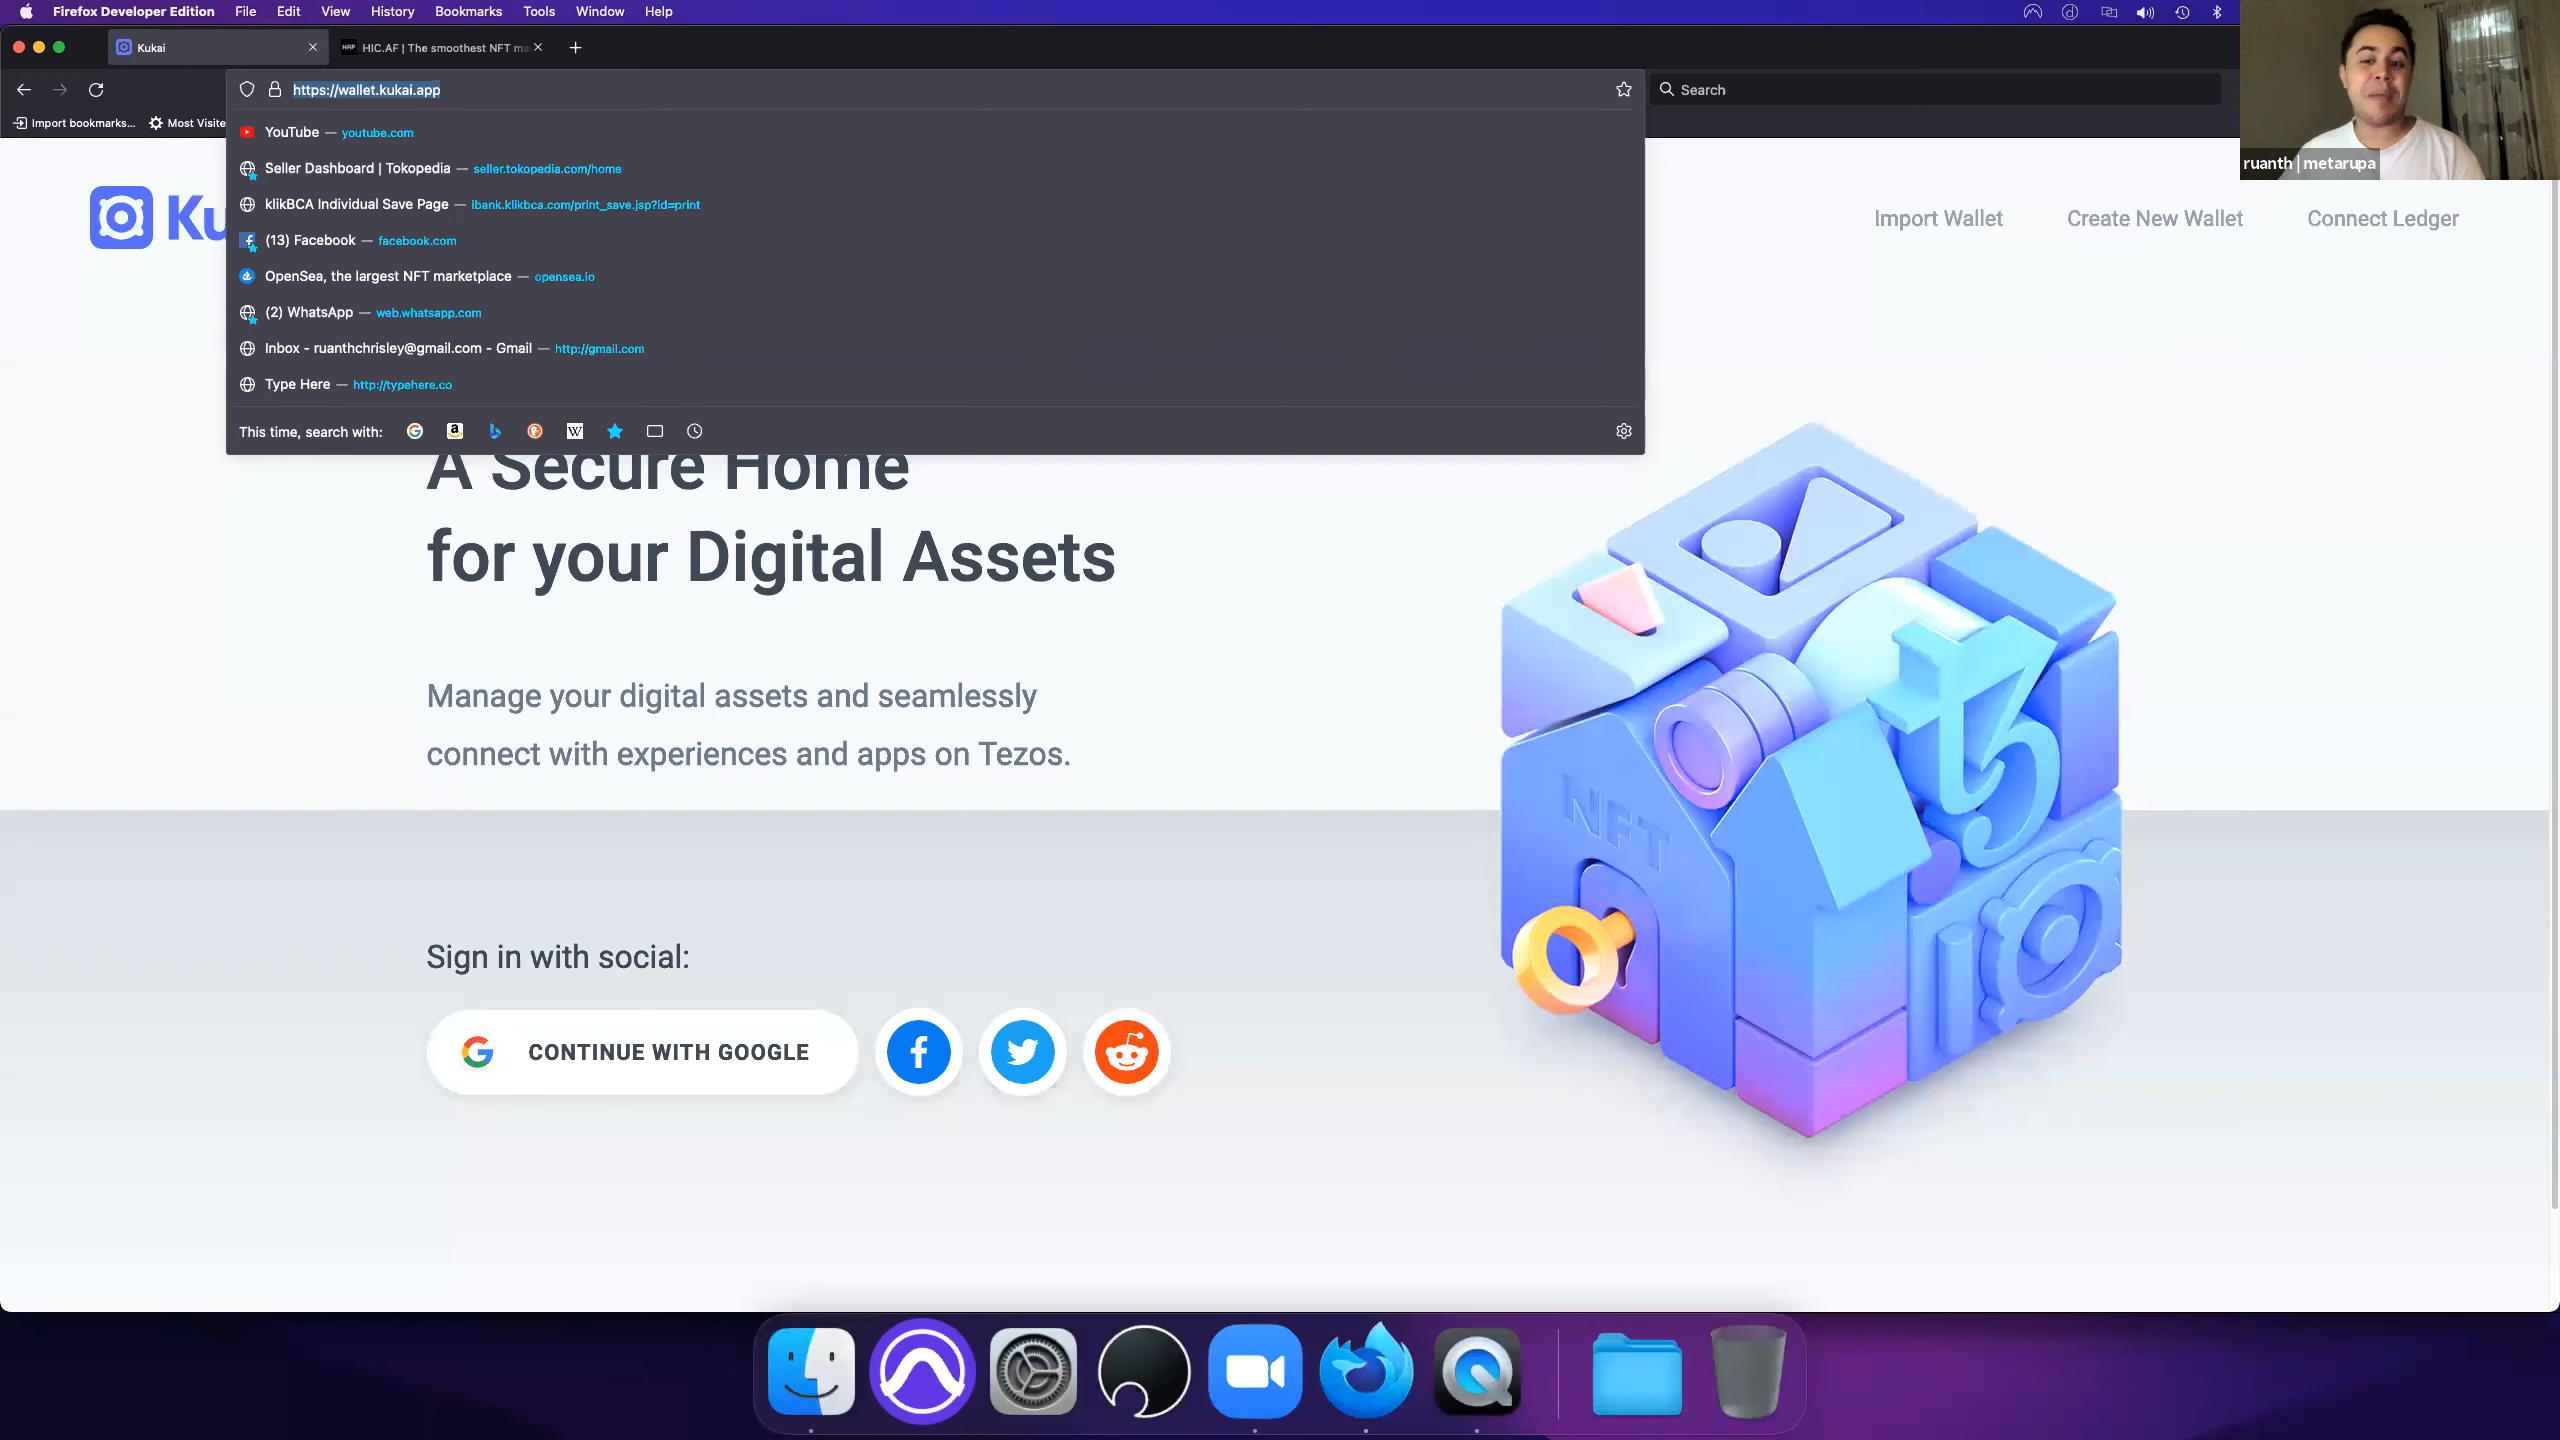 Firefox Developer Edition File Edit View History Bookmarks Tools Window Help
Kukai
HIC.AF | The smoothest NFT ma
https://wallet.kukai.app
Search
Import bookmarks...
Most Visite
YouTube — youtube.com
Seller Dashboard | Tokopedia — seller.tokopedia.com/home
klikBCA Individual Save Page — ibank.klikbca.com/print_save.jsp?id=print
(13) Facebook — facebook.com
OpenSea, the largest NFT marketplace — opensea.io
(2) WhatsApp — web.whatsapp.com
Inbox - ruanthchrisley@gmail.com - Gmail — http://gmail.com
Type Here — http://typehere.co
This time, search with:
ruanth | metarupa
Ku
Import Wallet
Create New Wallet
Connect Ledger
A Secure Home
for your Digital Assets
Manage your digital assets and seamlessly
connect with experiences and apps on Tezos.
NFT
Sign in with social:
CONTINUE WITH GOOGLE